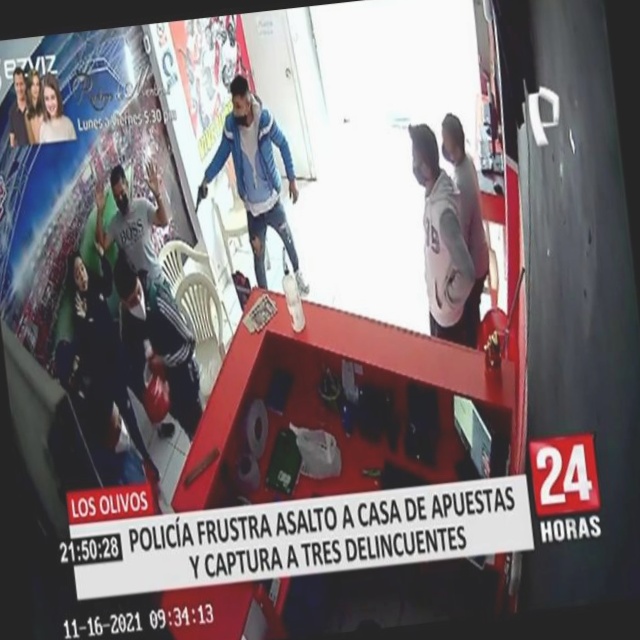 ezviz
Lunes a viernes 5:30 pm
BOSS
P
LOS OLIVOS
21:50:28
POLICÍA FRUSTRA ASALTO A CASA DE APUESTAS
Y CAPTURA A TRES DELINCUENTES
24
HORAS
11-16-2021 09:34:13